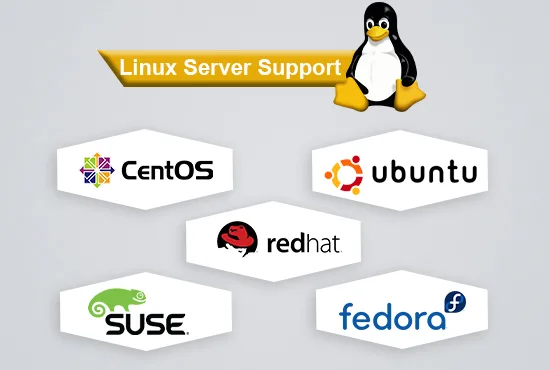 Linux Server Support
CentOS
ubuntu
redhat.
SUSE.
fedora